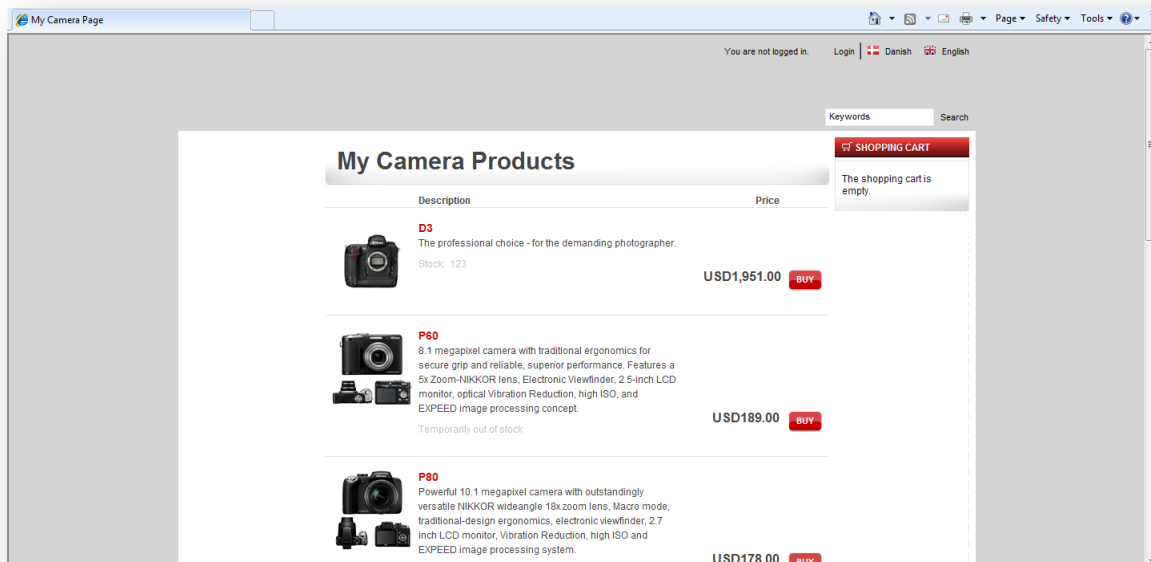 My Camera Page
Page
Safety
Tools
You are not logged in.
Login
Danish
English
Keywords
Search
SHOPPING CART
The shopping cart is
empty.
My Camera Products
Description Price
D3
The professional choice - for the demanding photographer.
Stock: 123
USD1,951.00 BUY
P60
8.1 megapixel camera with traditional ergonomics for
secure grip and reliable, superior performance. Features a
5x Zoom-NIKKOR lens, Electronic Viewfinder, 2.5-inch LCD
monitor, optical Vibration Reduction, high ISO, and
EXPEED image processing concept.
Temporarily out of stock
USD189.00 BUY
P80
Powerful 10.1 megapixel camera with outstandingly
versatile NIKKOR wideangle 18x zoom lens, Macro mode,
traditional-design ergonomics, electronic viewfinder, 2.7
inch LCD monitor, Vibration Reduction, high ISO and
EXPEED image processing system.
USD178.00 BUY